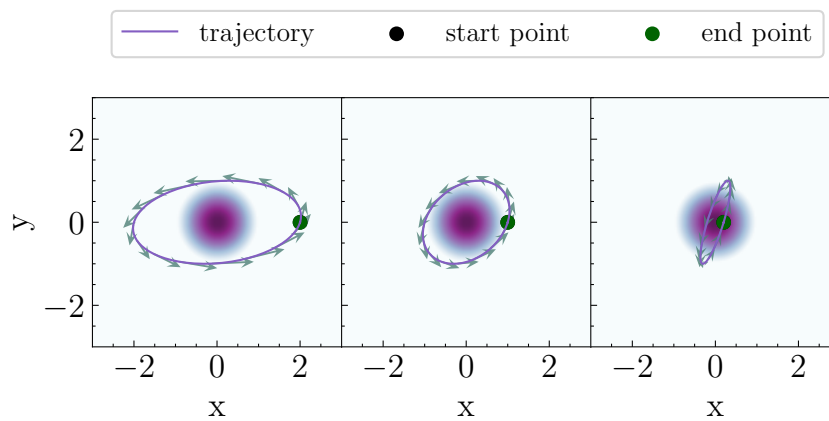 trajectory start point end point
2
0
−2
y
−2 0 2 −2 0 2 −2 0 2
x x x